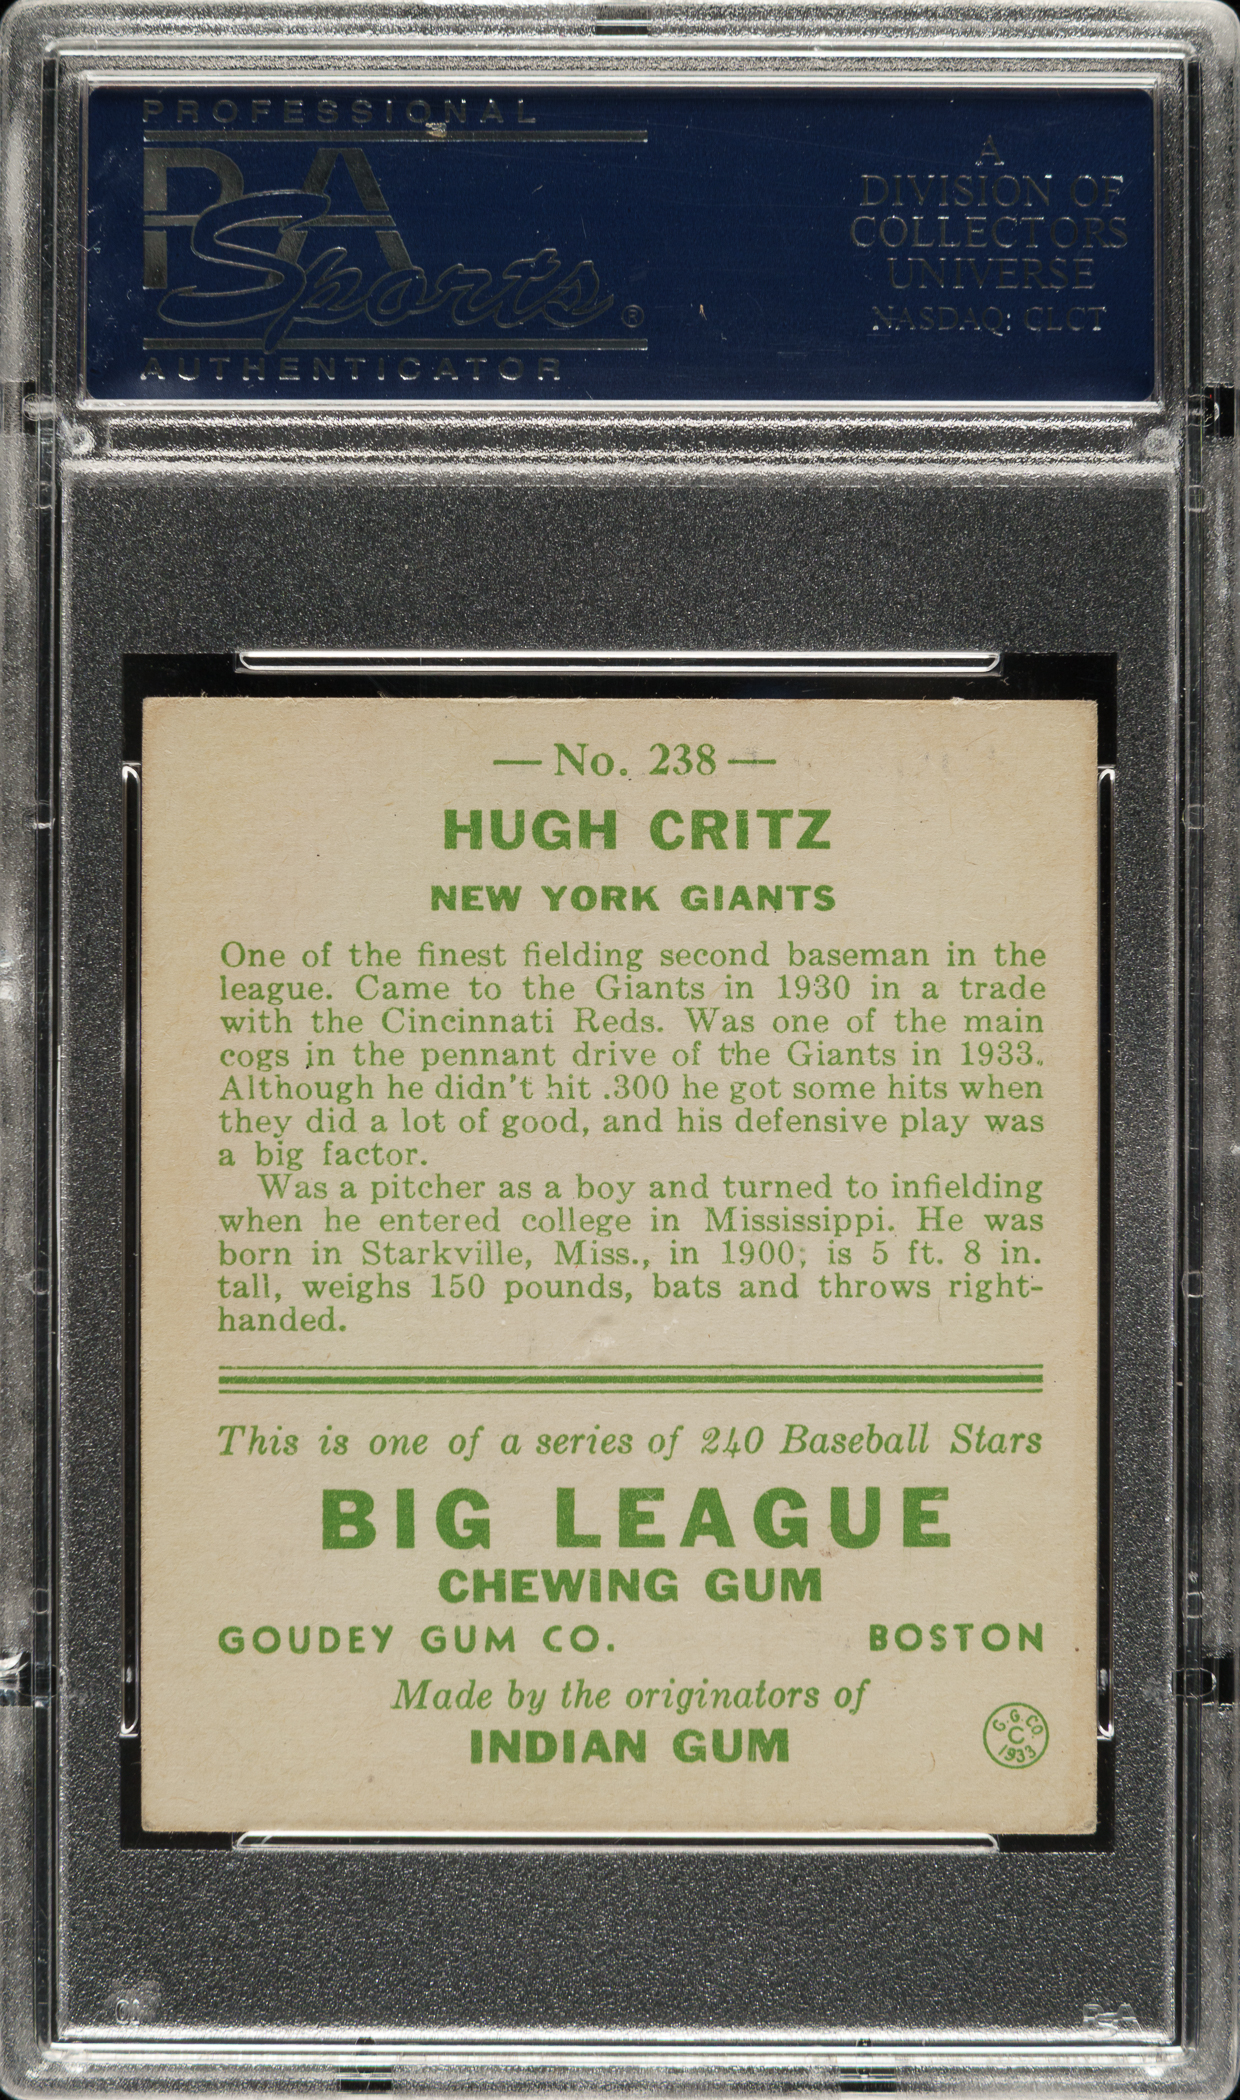 PROFESSIONAL
PSA
Sports®
AUTHENTICATOR
A
DIVISION OF
COLLECTORS
UNIVERSE
NASDAQ: CLCT
— No. 238 —
HUGH CRITZ
NEW YORK GIANTS
One of the finest fielding second baseman in the
league. Came to the Giants in 1930 in a trade
with the Cincinnati Reds. Was one of the main
cogs in the pennant drive of the Giants in 1933.
Although he didn't hit .300 he got some hits when
they did a lot of good, and his defensive play was
a big factor.
Was a pitcher as a boy and turned to infielding
when he entered college in Mississippi. He was
born in Starkville, Miss., in 1900; is 5 ft. 8 in.
tall, weighs 150 pounds, bats and throws right-
handed.
This is one of a series of 240 Baseball Stars
BIG LEAGUE
CHEWING GUM
GOUDEY GUM CO. BOSTON
Made by the originators of
INDIAN GUM
G.G.CO.
C
1933
PSA